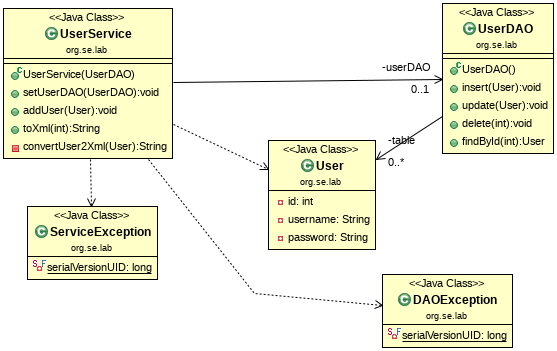 <<Java Class>>
UserService
org.se.lab
UserService(UserDAO)
setUserDAO(UserDAO):void
addUser(User):void
toXml(int):String
convertUser2Xml(User):String
-userDAO
0..1
<<Java Class>>
UserDAO
org.se.lab
UserDAO()
insert(User):void
update(User):void
delete(int):void
findById(int):User
-table
0..*
<<Java Class>>
User
org.se.lab
id: int
username: String
password: String
<<Java Class>>
ServiceException
org.se.lab
serialVersionUID: long
<<Java Class>>
DAOException
org.se.lab
serialVersionUID: long